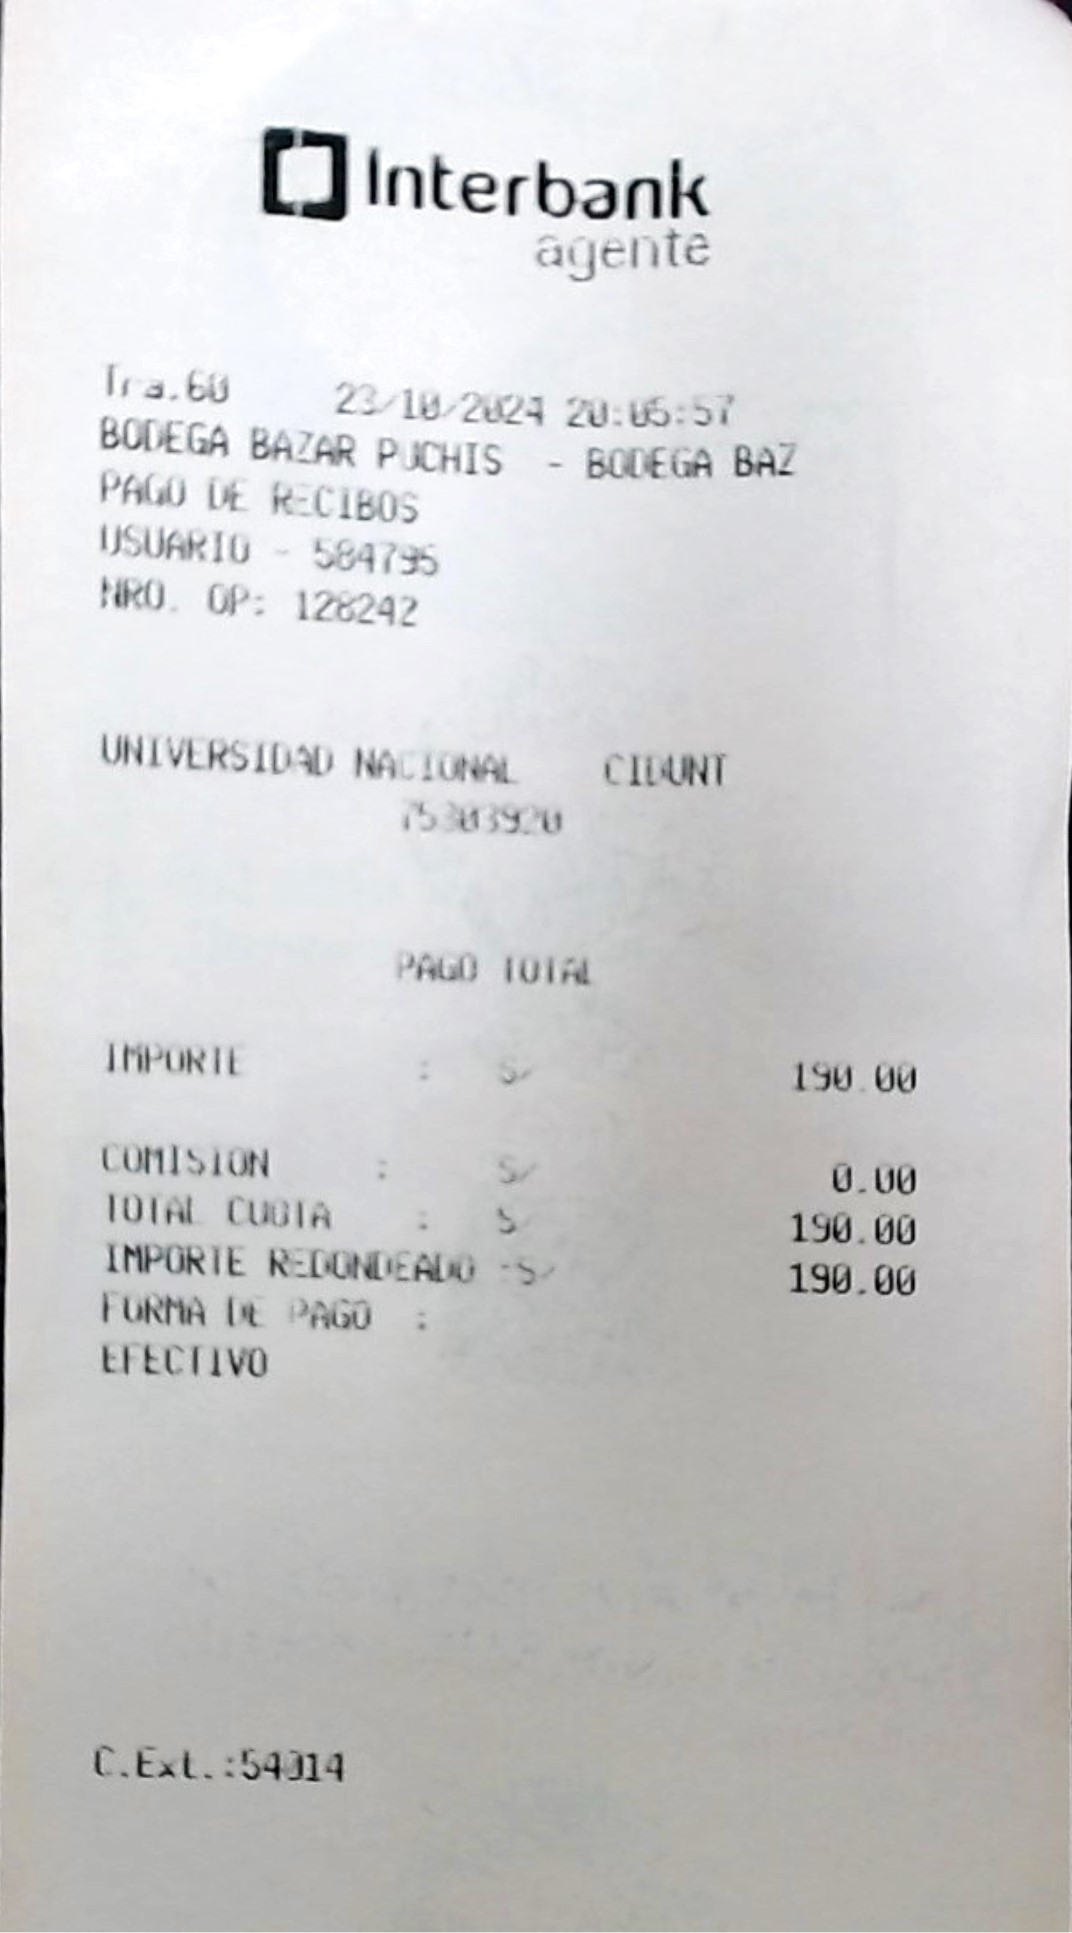 Interbank
agente
Tra.60 23/10/2024 20:05:57
BODEGA BAZAR PUCHIS - BODEGA BAZ
PAGO DE RECIBOS
USUARIO - 584795
NRO. OP: 128242
UNIVERSIDAD NACIONAL CIDUNT
75303920
PAGO TOTAL
IMPORTE : S/ 190.00
COMISION : S/ 0.00
TOTAL CUOTA : S/ 190.00
IMPORTE REDONDEADO :S/ 190.00
FORMA DE PAGO :
EFECTIVO
C.Ext.:54014